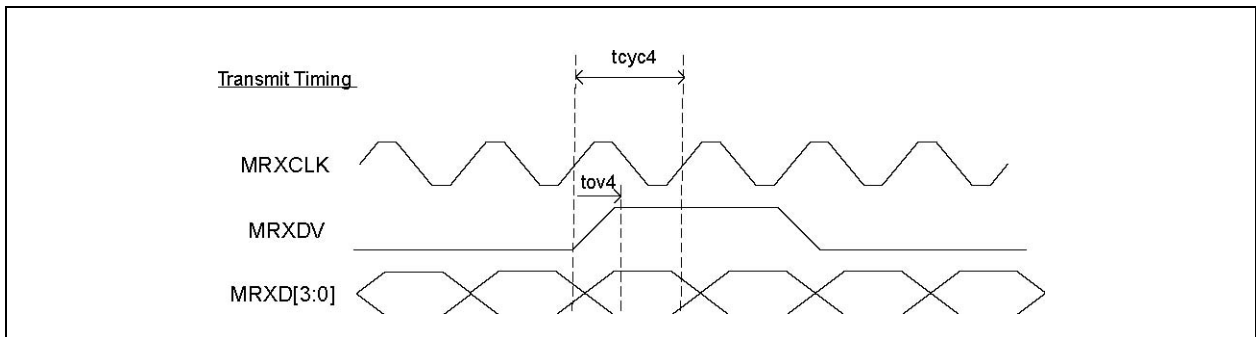 tcyc4
Transmit Timing
MRXCLK
tov4
MRXDV
MRXD[3:0]